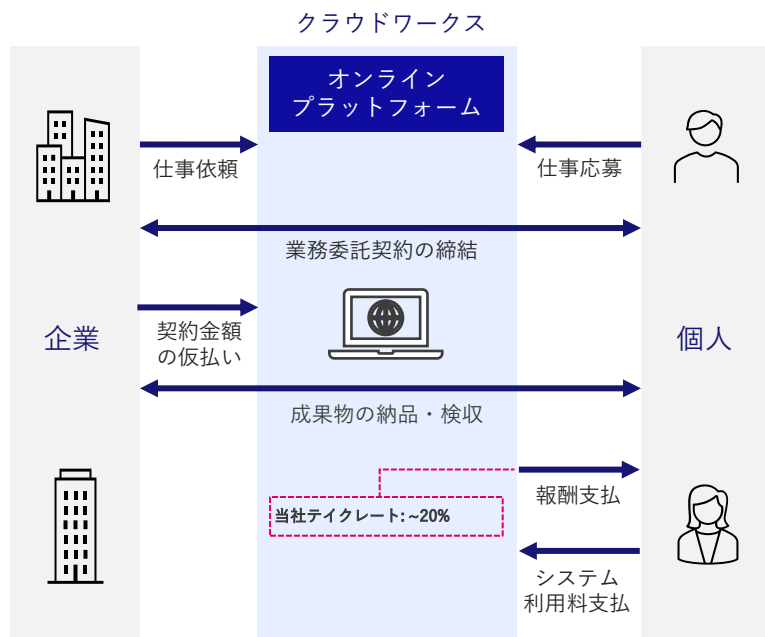 クラウドワークス
オンライン
プラットフォーム
仕事依頼
仕事応募
業務委託契約の締結
企業
契約金額
の仮払い
個人
成果物の納品・検収
報酬支払
当社テイクレート:~20%
システム
利用料支払